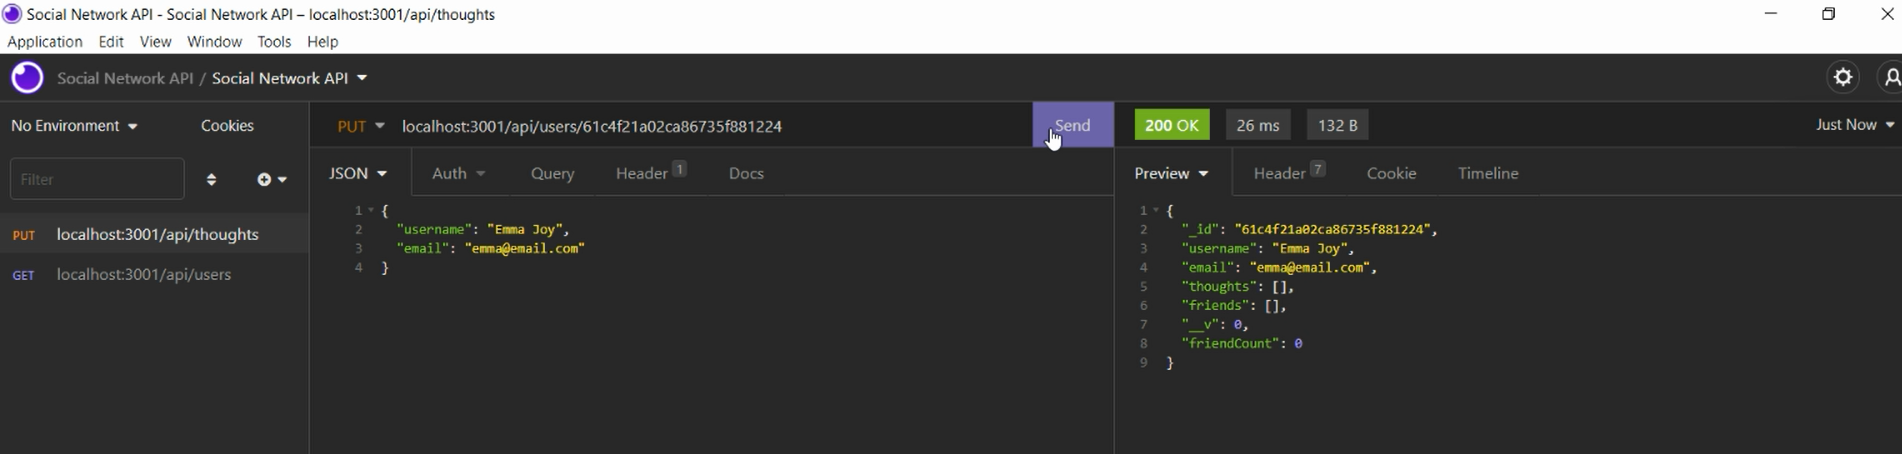 Social Network API - Social Network API – localhost:3001/api/thoughts
Application Edit View Window Tools Help
Social Network API / Social Network API
No Environment Cookies
PUT localhost:3001/api/users/61c4f21a02ca86735f881224 Send
200 OK 26 ms 132 B Just Now
Filter
JSON Auth Query Header 1 Docs
Preview Header 7 Cookie Timeline
PUT localhost:3001/api/thoughts
GET localhost:3001/api/users
1 {
2 "username": "Emma Joy",
3 "email": "emma@email.com"
4 }
1 {
2 "_id": "61c4f21a02ca86735f881224",
3 "username": "Emma Joy",
4 "email": "emma@email.com",
5 "thoughts": [],
6 "friends": [],
7 "__v": 0,
8 "friendCount": 0
9 }